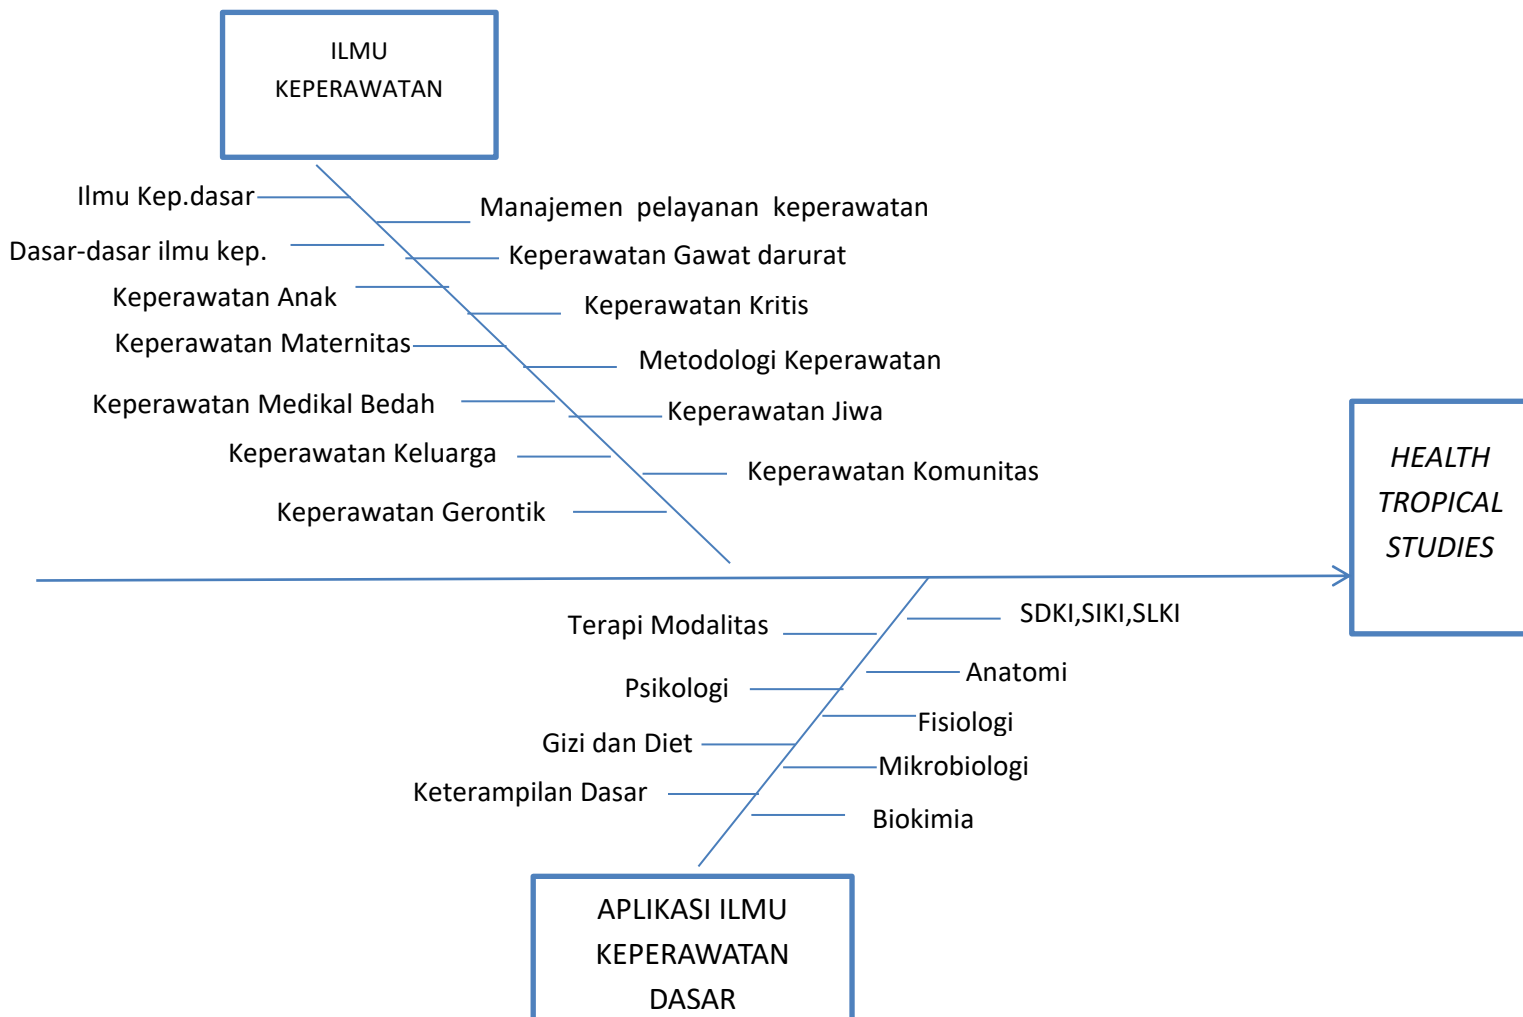 ILMU
KEPERAWATAN
Ilmu Kep.dasar
Manajemen pelayanan keperawatan
Dasar-dasar ilmu kep.
Keperawatan Gawat darurat
Keperawatan Anak
Keperawatan Kritis
Keperawatan Maternitas
Metodologi Keperawatan
Keperawatan Medikal Bedah
Keperawatan Jiwa
Keperawatan Keluarga
Keperawatan Komunitas
Keperawatan Gerontik
HEALTH
TROPICAL
STUDIES
Terapi Modalitas
SDKI,SIKI,SLKI
Anatomi
Psikologi
Fisiologi
Gizi dan Diet
Mikrobiologi
Keterampilan Dasar
Biokimia
APLIKASI ILMU
KEPERAWATAN
DASAR